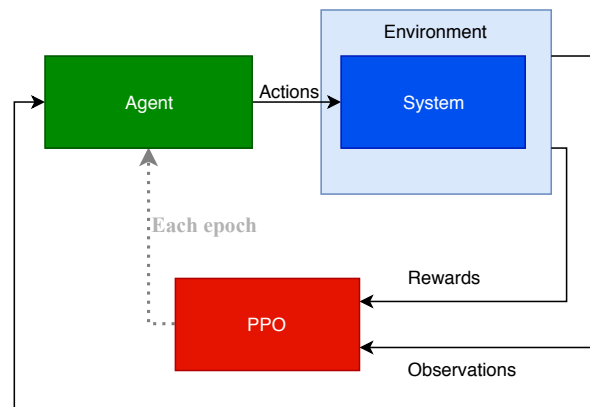 Environment
Agent
Actions
System
Each epoch
Rewards
PPO
Observations